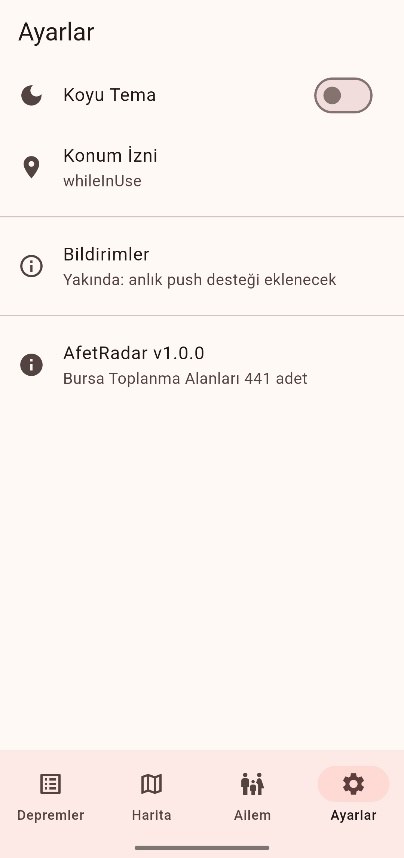 Ayarlar
Koyu Tema
Konum İzni
whileInUse
Bildirimler
Yakında: anlık push desteği eklenecek
AfetRadar v1.0.0
Bursa Toplanma Alanları 441 adet
Depremler
Harita
Ailem
Ayarlar